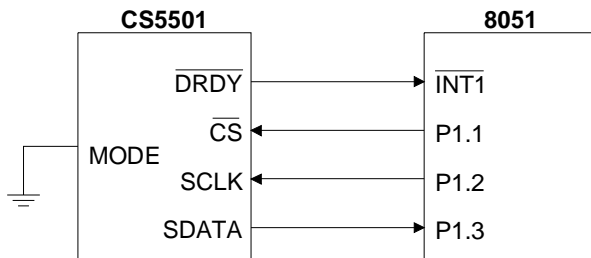 CS5501 8051
DRDY INT1
CS P1.1
MODE
SCLK P1.2
SDATA P1.3